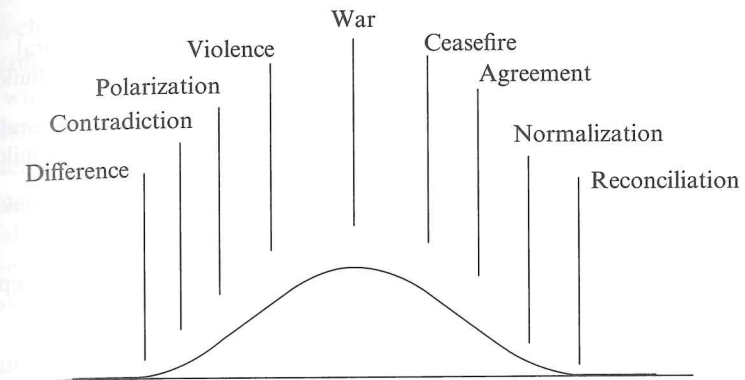 War
Violence
Ceasefire
Polarization
Agreement
Contradiction
Normalization
Difference
Reconciliation